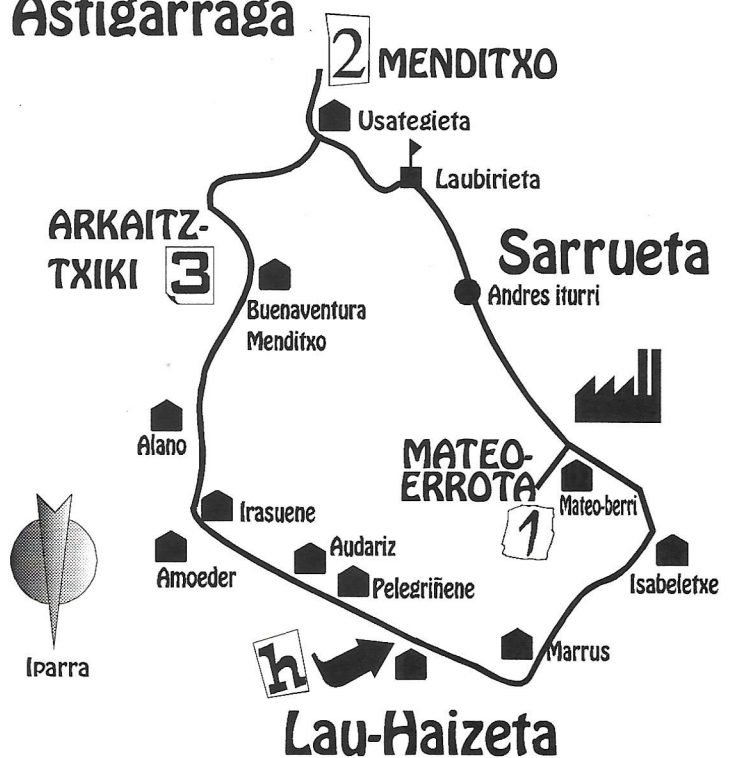 Astigarraga
2 MENDITXO
Usategieta
Laubirieta
ARKAITZ-
TXIKI 3
Sarrueta
Andres iturri
Buenaventura
Menditxo
Alano
MATEO-
ERROTA
1
Mateo-berri
Irasuene
Audariz
Amoeder
Pelegriñene
Isabeletxe
Iparra
h
Marrus
Lau-Haizeta